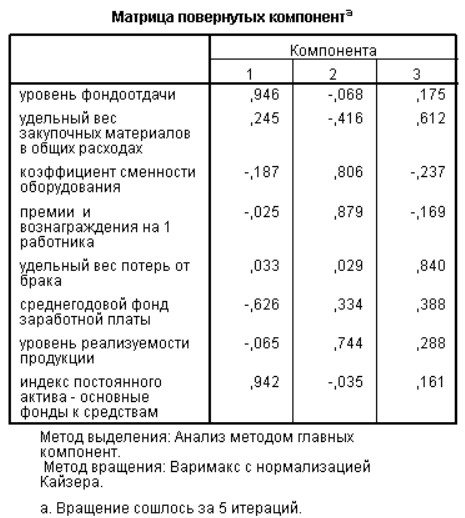 Матрица повернутых компонентa
Компонента
1 2 3
уровень фондоотдачи ,946 -,068 ,175
удельный вес ,245 -,416 ,612
закупочных материалов
в общих расходах
коэффициент сменности -,187 ,806 -,237
оборудования
премии и -,025 ,879 -,169
вознаграждения на 1
работника
удельный вес потерь от ,033 ,029 ,840
брака
среднегодовой фонд -,626 ,334 ,388
заработной платы
уровень реализуемости -,065 ,744 ,288
продукции
индекс постоянного ,942 -,035 ,161
актива - основные
фонды к средствам
Метод выделения: Анализ методом главных
компонент.
Метод вращения: Варимакс с нормализацией
Кайзера.
a. Вращение сошлось за 5 итераций.